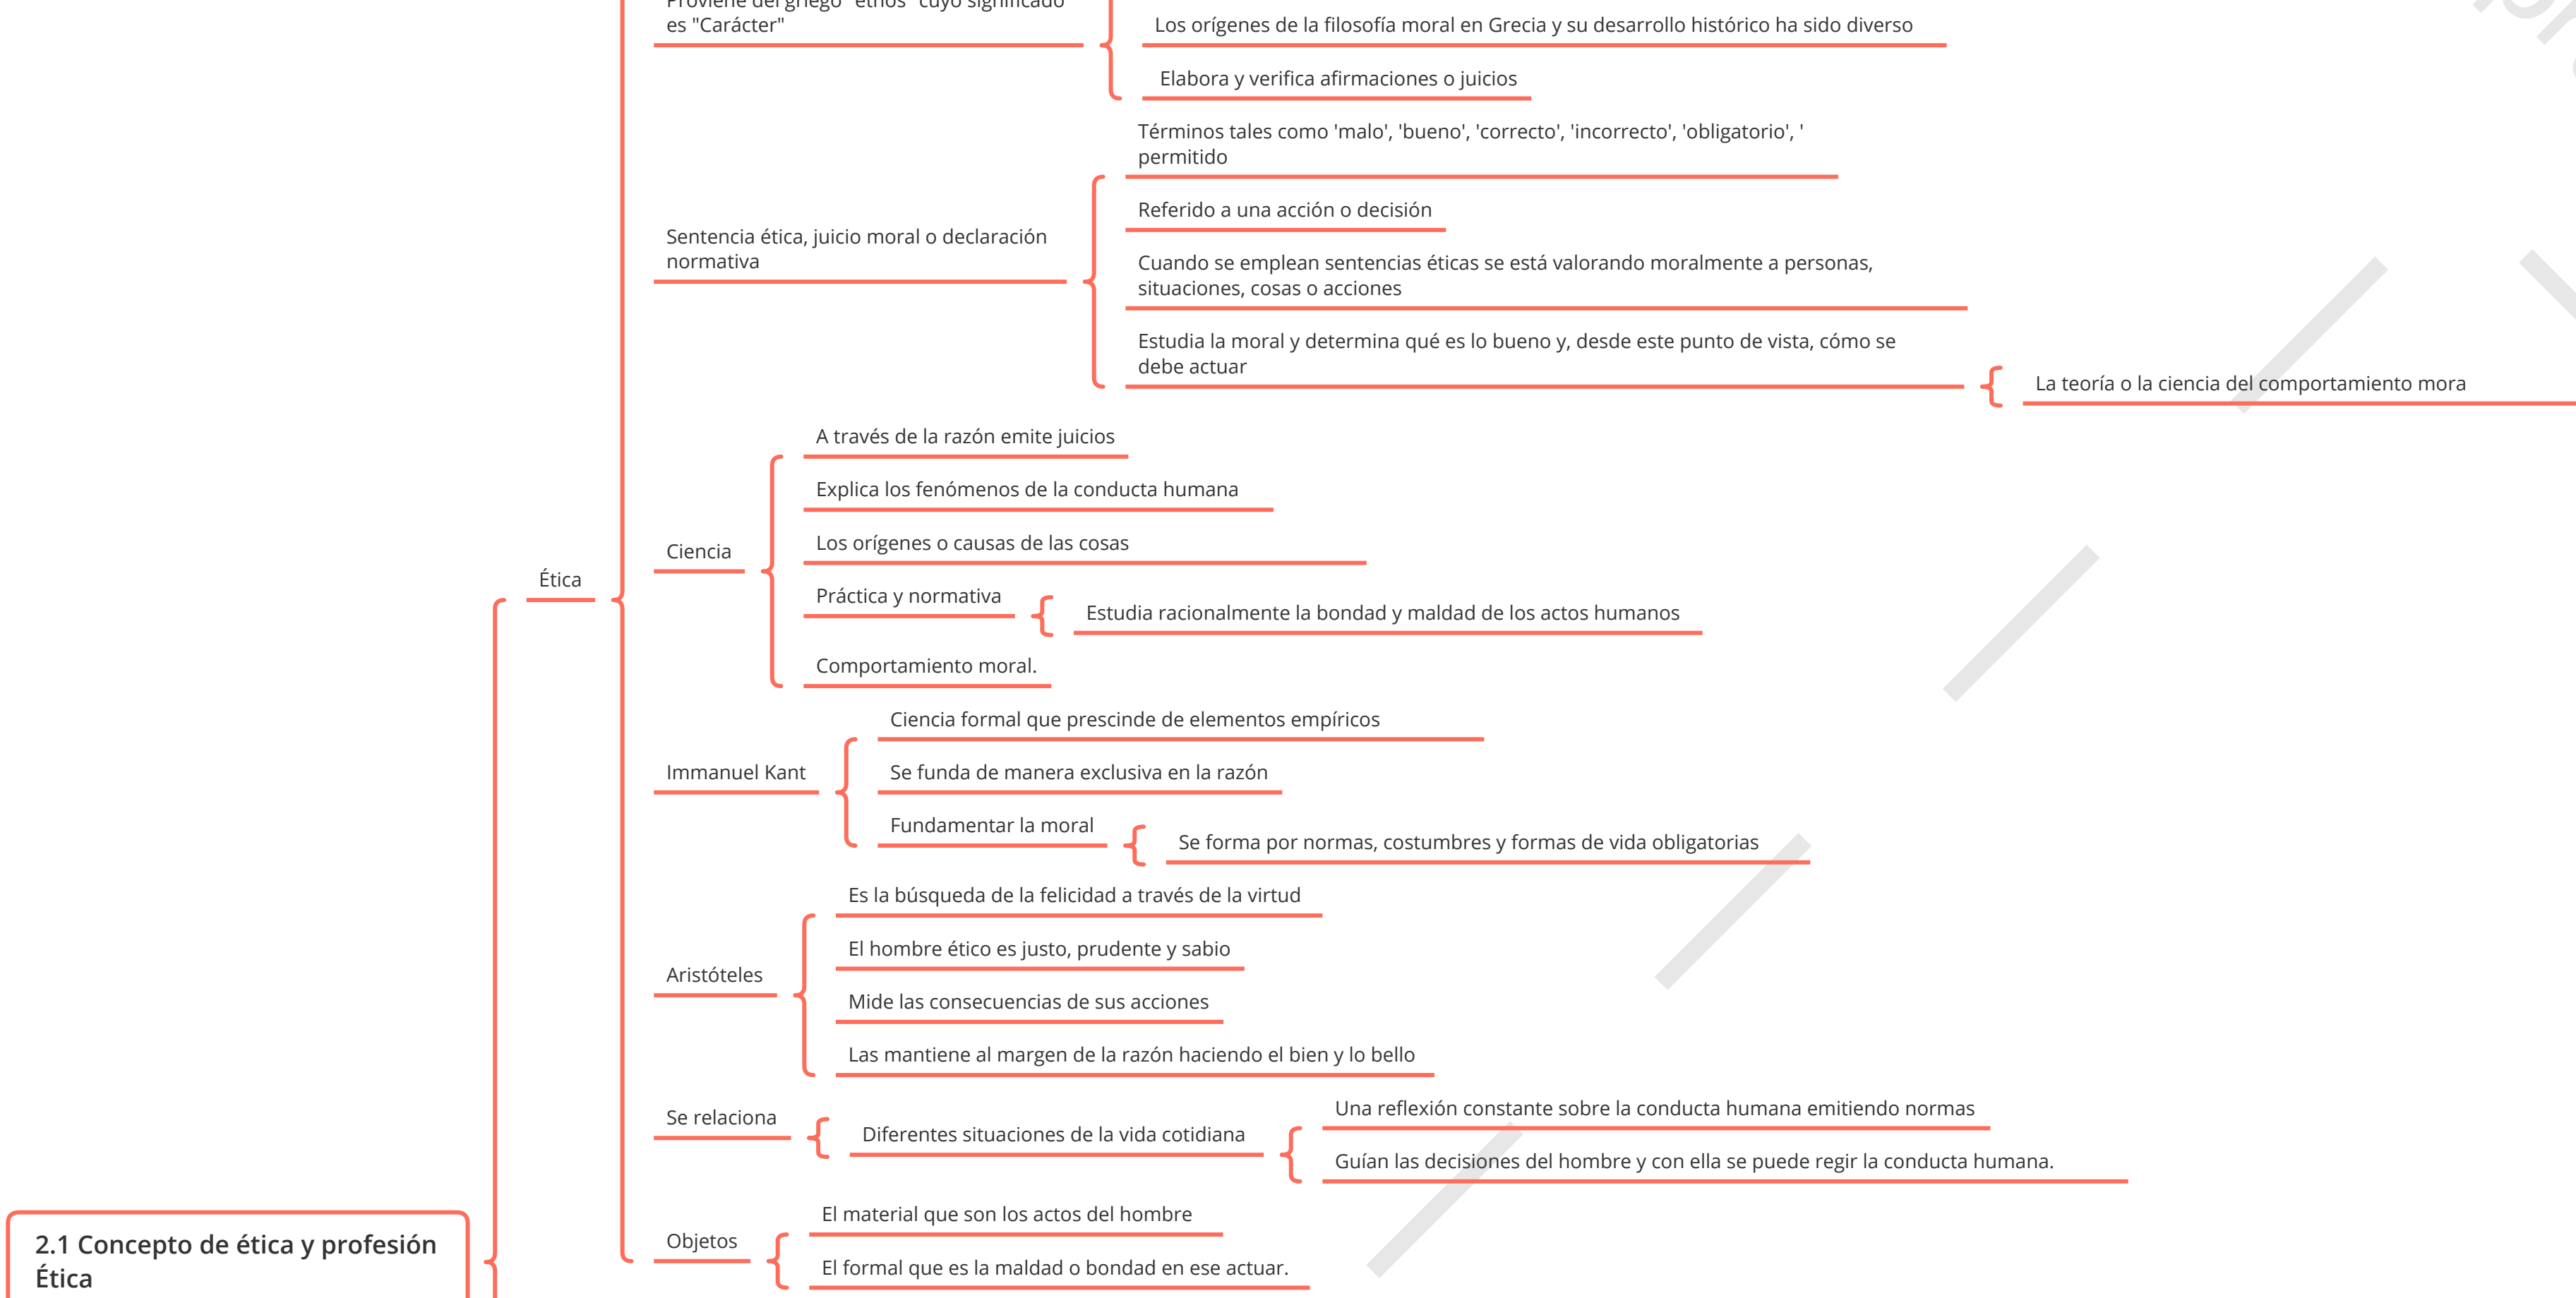 Proviene del griego "ethos" cuyo significado
es "Carácter"
Los orígenes de la filosofía moral en Grecia y su desarrollo histórico ha sido diverso
Elabora y verifica afirmaciones o juicios
Términos tales como 'malo', 'bueno', 'correcto', 'incorrecto', 'obligatorio', '
permitido
Sentencia ética, juicio moral o declaración
normativa
Referido a una acción o decisión
Cuando se emplean sentencias éticas se está valorando moralmente a personas,
situaciones, cosas o acciones
Estudia la moral y determina qué es lo bueno y, desde este punto de vista, cómo se
debe actuar
La teoría o la ciencia del comportamiento mora
Ética
Ciencia
A través de la razón emite juicios
Explica los fenómenos de la conducta humana
Los orígenes o causas de las cosas
Práctica y normativa
Estudia racionalmente la bondad y maldad de los actos humanos
Comportamiento moral.
Immanuel Kant
Ciencia formal que prescinde de elementos empíricos
Se funda de manera exclusiva en la razón
Fundamentar la moral
Se forma por normas, costumbres y formas de vida obligatorias
Aristóteles
Es la búsqueda de la felicidad a través de la virtud
El hombre ético es justo, prudente y sabio
Mide las consecuencias de sus acciones
Las mantiene al margen de la razón haciendo el bien y lo bello
Se relaciona
Diferentes situaciones de la vida cotidiana
Una reflexión constante sobre la conducta humana emitiendo normas
Guían las decisiones del hombre y con ella se puede regir la conducta humana.
Objetos
El material que son los actos del hombre
El formal que es la maldad o bondad en ese actuar.
2.1 Concepto de ética y profesión
Ética